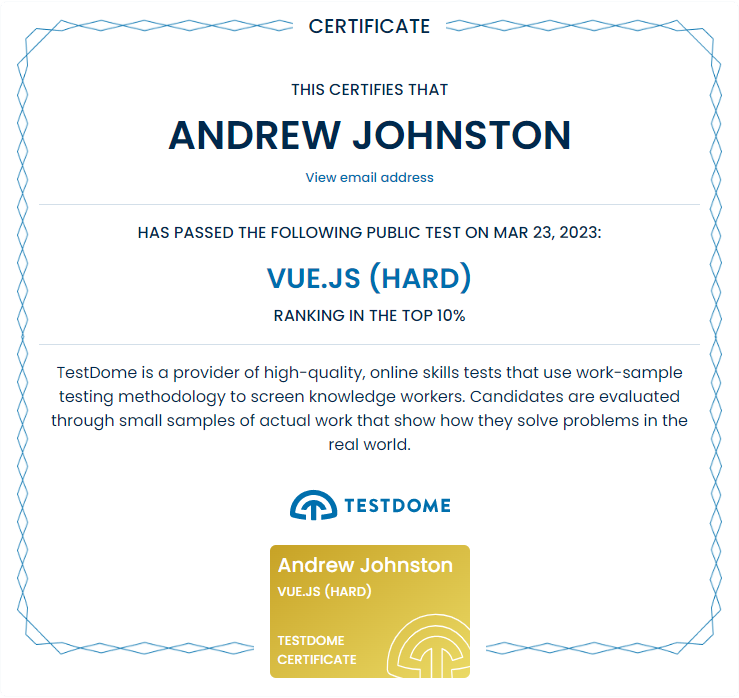 CERTIFICATE
THIS CERTIFIES THAT
ANDREW JOHNSTON
View email address
HAS PASSED THE FOLLOWING PUBLIC TEST ON MAR 23, 2023:
VUE.JS (HARD)
RANKING IN THE TOP 10%
TestDome is a provider of high-quality, online skills tests that use work-sample
testing methodology to screen knowledge workers. Candidates are evaluated
through small samples of actual work that show how they solve problems in the
real world.
TESTDOME
Andrew Johnston
VUE.JS (HARD)
TESTDOME
CERTIFICATE